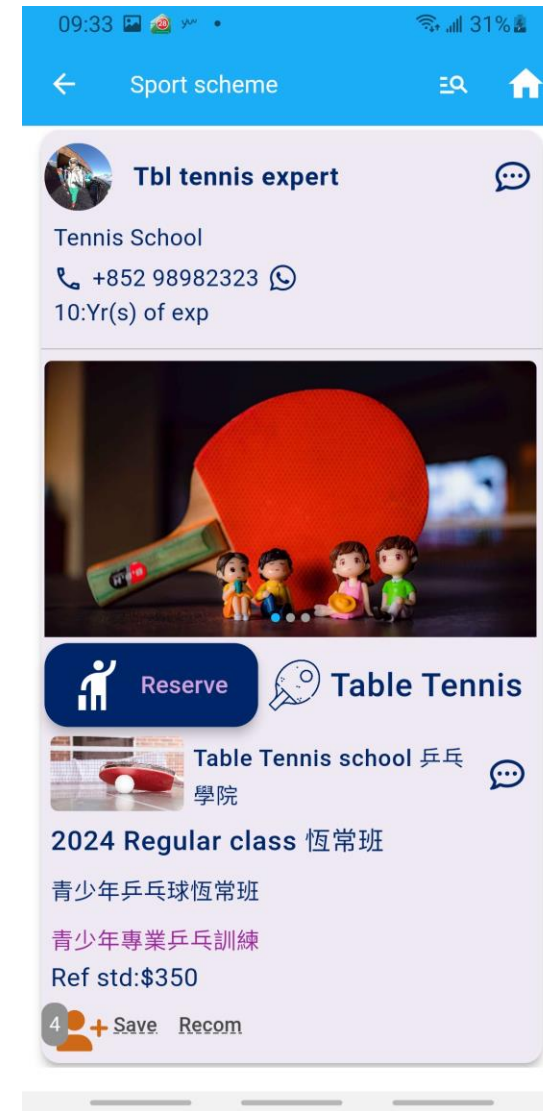 09:33
31%
Sport scheme
Tbl tennis expert
Tennis School
+852 98982323
10:Yr(s) of exp
Reserve
Table Tennis
Table Tennis school 乒乓
學院
2024 Regular class 恆常班
青少年乒乓球恆常班
青少年專業乒乓訓練
Ref std:$350
4
Save Recom